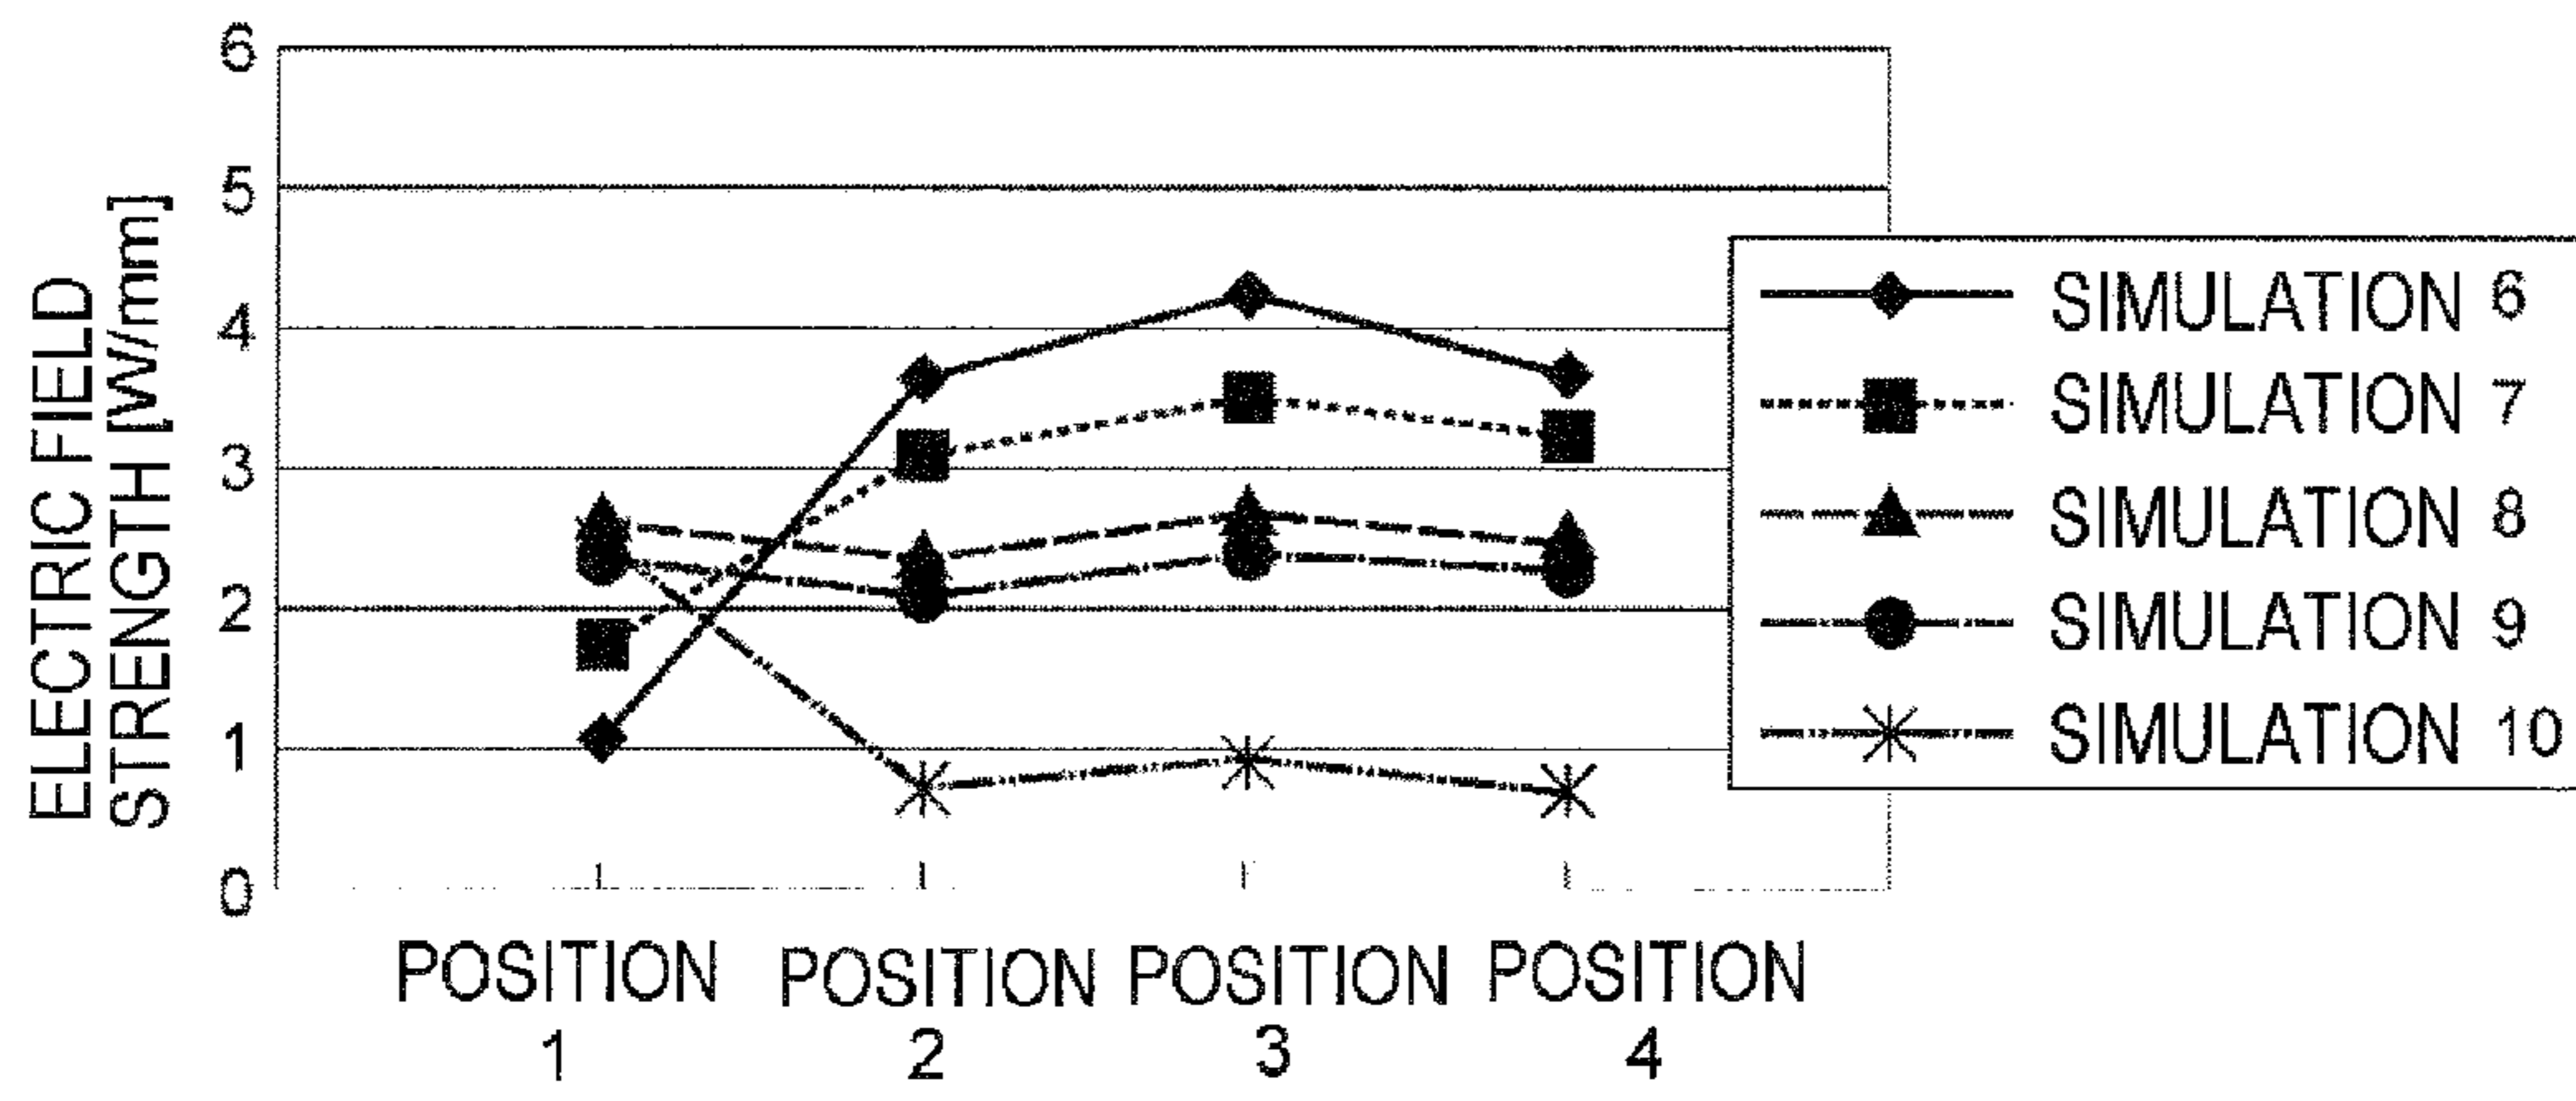 ELECTRIC FIELD
STRENGTH [W/mm]
6
5
4
3
2
1
0
POSITION 1
POSITION 2
POSITION 3
POSITION 4
SIMULATION 6
SIMULATION 7
SIMULATION 8
SIMULATION 9
SIMULATION 10